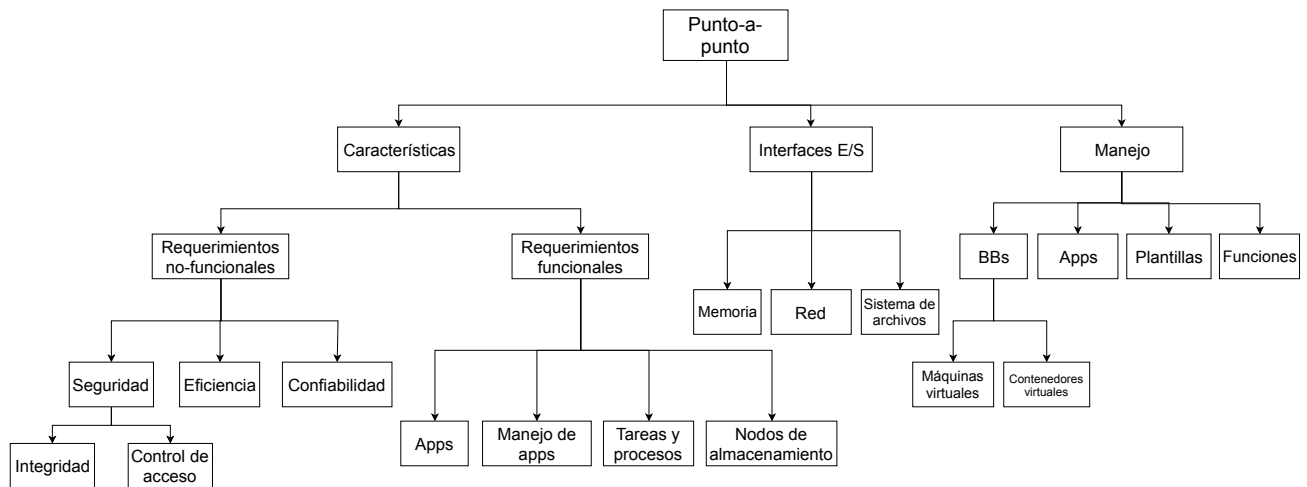 Punto-a-
punto
Características
Interfaces E/S
Manejo
Requerimientos
no-funcionales
Requerimientos
funcionales
BBs
Apps
Plantillas
Funciones
Memoria
Red
Sistema de
archivos
Seguridad
Eficiencia
Confiabilidad
Máquinas
virtuales
Contenedores
virtuales
Apps
Manejo de
apps
Tareas y
procesos
Nodos de
almacenamiento
Integridad
Control de
acceso